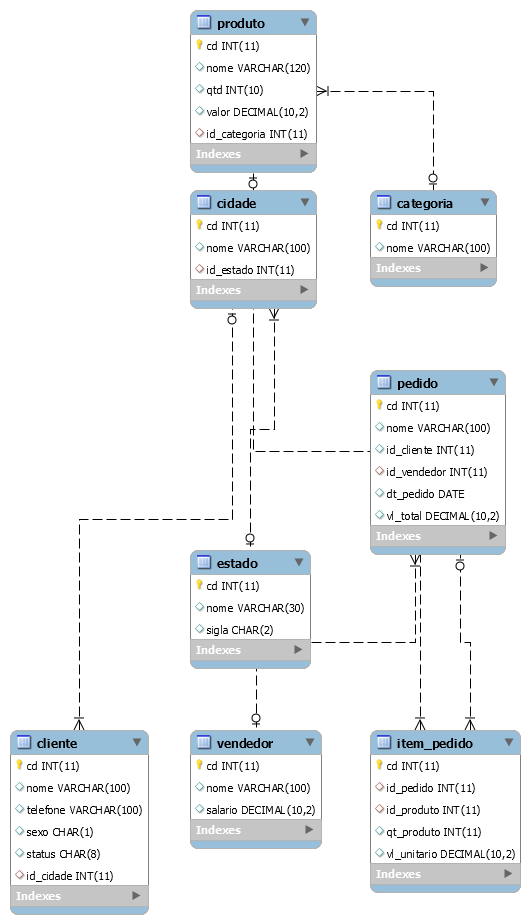 produto
cd INT(11)
nome VARCHAR(120)
qtd INT(10)
valor DECIMAL(10,2)
id_categoria INT(11)
Indexes
cidade
cd INT(11)
nome VARCHAR(100)
id_estado INT(11)
Indexes
categoria
cd INT(11)
nome VARCHAR(100)
Indexes
pedido
cd INT(11)
nome VARCHAR(100)
id_cliente INT(11)
id_vendedor INT(11)
dt_pedido DATE
vl_total DECIMAL(10,2)
Indexes
estado
cd INT(11)
nome VARCHAR(30)
sigla CHAR(2)
Indexes
cliente
cd INT(11)
nome VARCHAR(100)
telefone VARCHAR(100)
sexo CHAR(1)
status CHAR(8)
id_cidade INT(11)
Indexes
vendedor
cd INT(11)
nome VARCHAR(100)
salario DECIMAL(10,2)
Indexes
item_pedido
cd INT(11)
id_pedido INT(11)
id_produto INT(11)
qt_produto INT(11)
vl_unitario DECIMAL(10,2)
Indexes